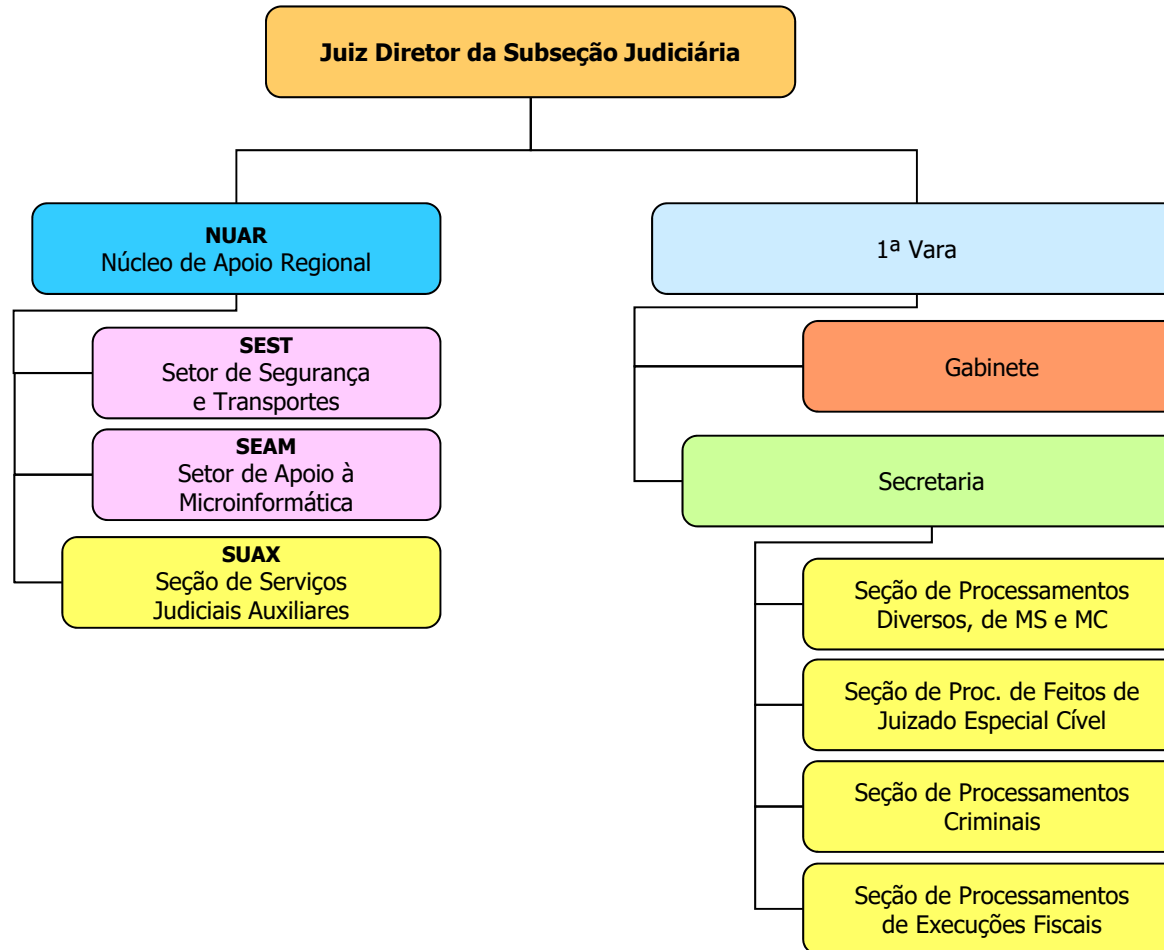 Juiz Diretor da Subseção Judiciária
NUAR
Núcleo de Apoio Regional
SEST
Setor de Segurança
e Transportes
SEAM
Setor de Apoio à
Microinformática
SUAX
Seção de Serviços
Judiciais Auxiliares
1ª Vara
Gabinete
Secretaria
Seção de Processamentos
Diversos, de MS e MC
Seção de Proc. de Feitos de
Juizado Especial Cível
Seção de Processamentos
Criminais
Seção de Processamentos
de Execuções Fiscais